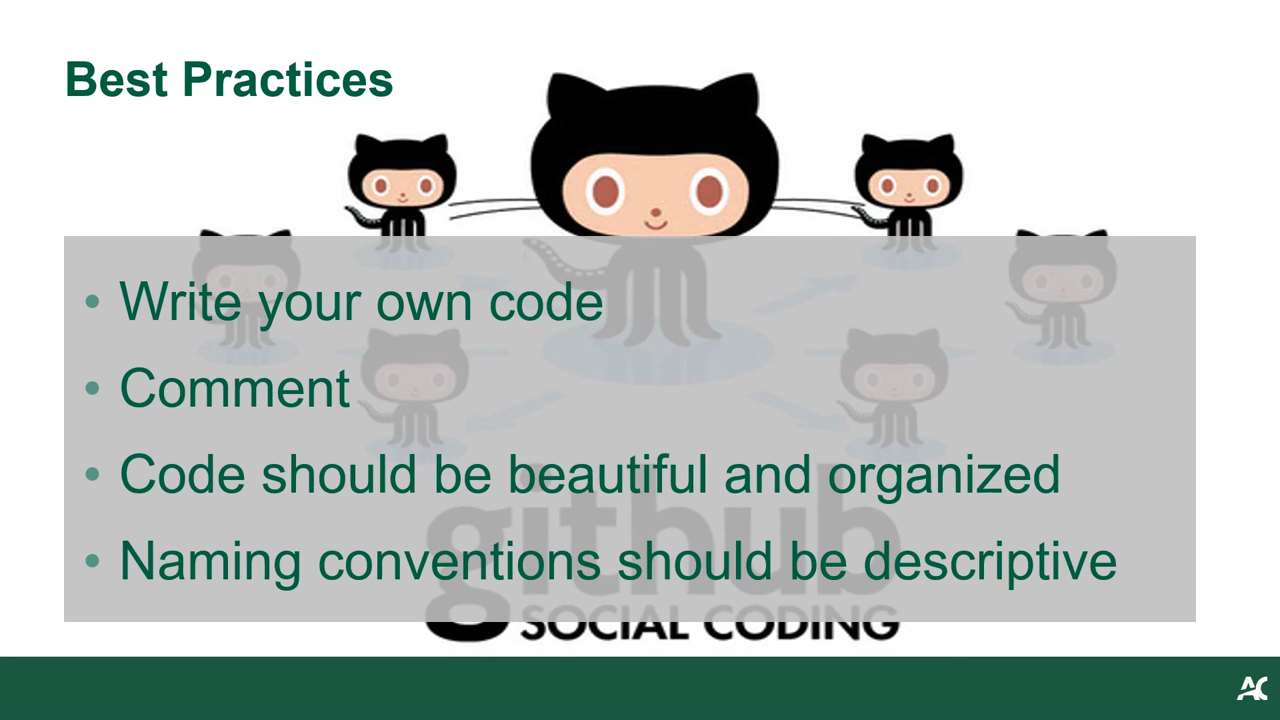 Best Practices
• Write your own code
• Comment
• Code should be beautiful and organized
• Naming conventions should be descriptive
github
SOCIAL CODING
AC